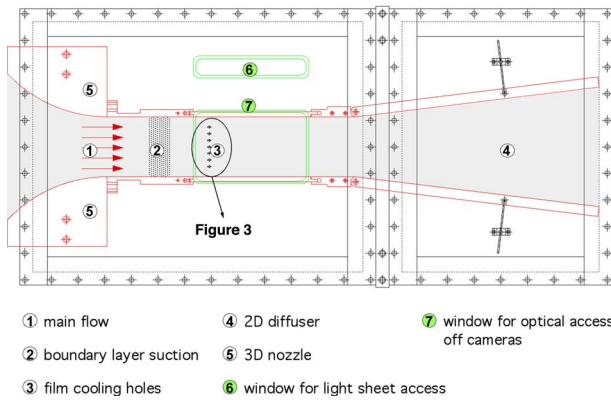 6
5
7
1
2
3
4
5
Figure 3
1 main flow
4 2D diffuser
7 window for optical access
off cameras
2 boundary layer suction
5 3D nozzle
3 film cooling holes
6 window for light sheet access